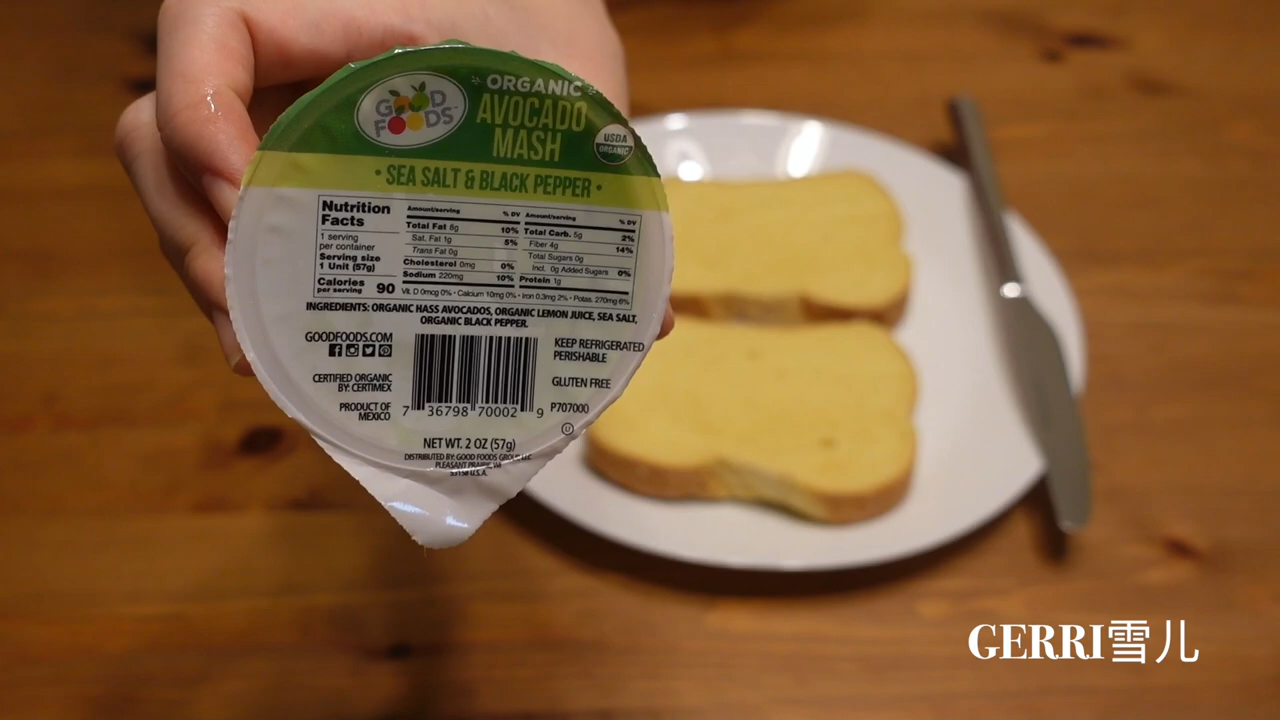 GOOD
FOODS
ORGANIC
AVOCADO
MASH
USDA
ORGANIC
• SEA SALT & BLACK PEPPER •
Nutrition
Facts
1 serving
per container
Serving size
1 Unit (57g)
Calories
per serving 90
Amount/serving % DV
Total Fat 8g 10%
Sat. Fat 1g 5%
Trans Fat 0g
Cholesterol 0mg 0%
Sodium 220mg 10%
Amount/serving % DV
Total Carb. 5g 2%
Fiber 4g 14%
Total Sugars 0g
Incl. 0g Added Sugars 0%
Protein 1g
Vit. D 0mcg 0% • Calcium 10mg 0% • Iron 0.3mg 2% • Potas. 270mg 6%
INGREDIENTS: ORGANIC HASS AVOCADOS, ORGANIC LEMON JUICE, SEA SALT,
ORGANIC BLACK PEPPER.
GOODFOODS.COM
CERTIFIED ORGANIC
BY: CERTIMEX
PRODUCT OF
MEXICO
7 36798 70002 9
KEEP REFRIGERATED
PERISHABLE
GLUTEN FREE
P707000
U
NET WT. 2 OZ (57g)
DISTRIBUTED BY: GOOD FOODS GROUP, LLC
PLEASANT PRAIRIE, WI
53158 U.S.A.
GERRI雪儿